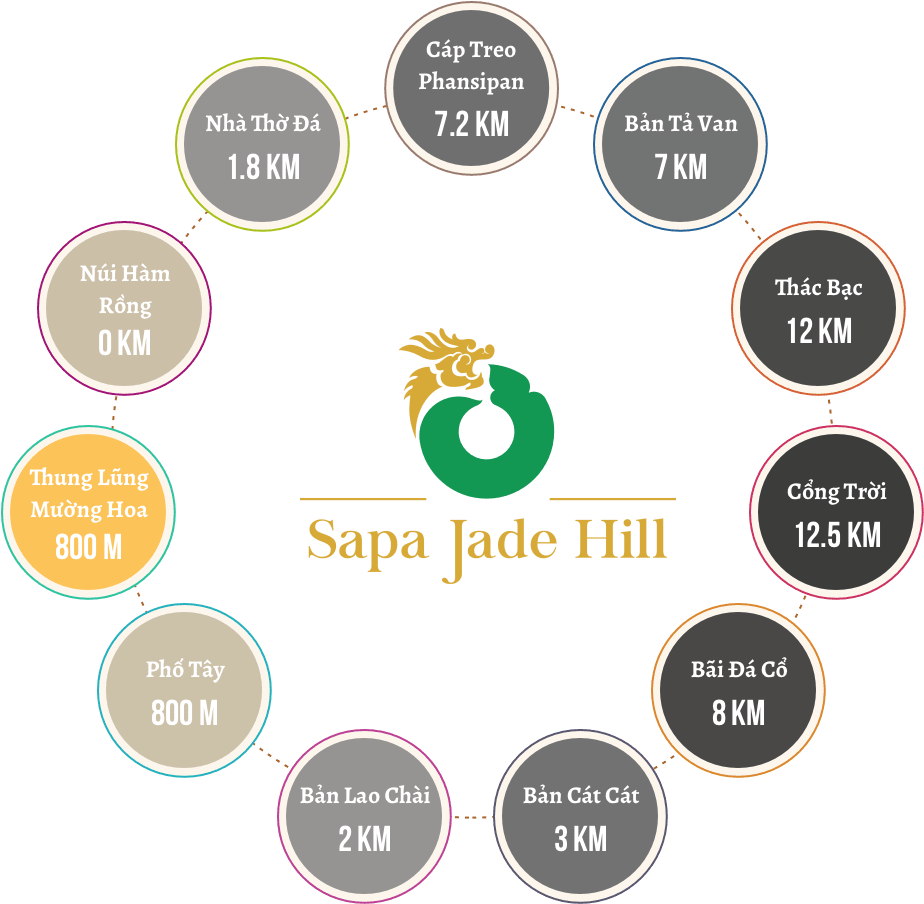 Cáp Treo
Phansipan
7.2 KM
Nhà Thờ Đá
1.8 KM
Bản Tả Van
7 KM
Núi Hàm
Rồng
0 KM
Thác Bạc
12 KM
Thung Lũng
Mường Hoa
800 M
Cổng Trời
12.5 KM
Sapa Jade Hill
Phố Tây
800 M
Bãi Đá Cổ
8 KM
Bản Lao Chài
2 KM
Bản Cát Cát
3 KM